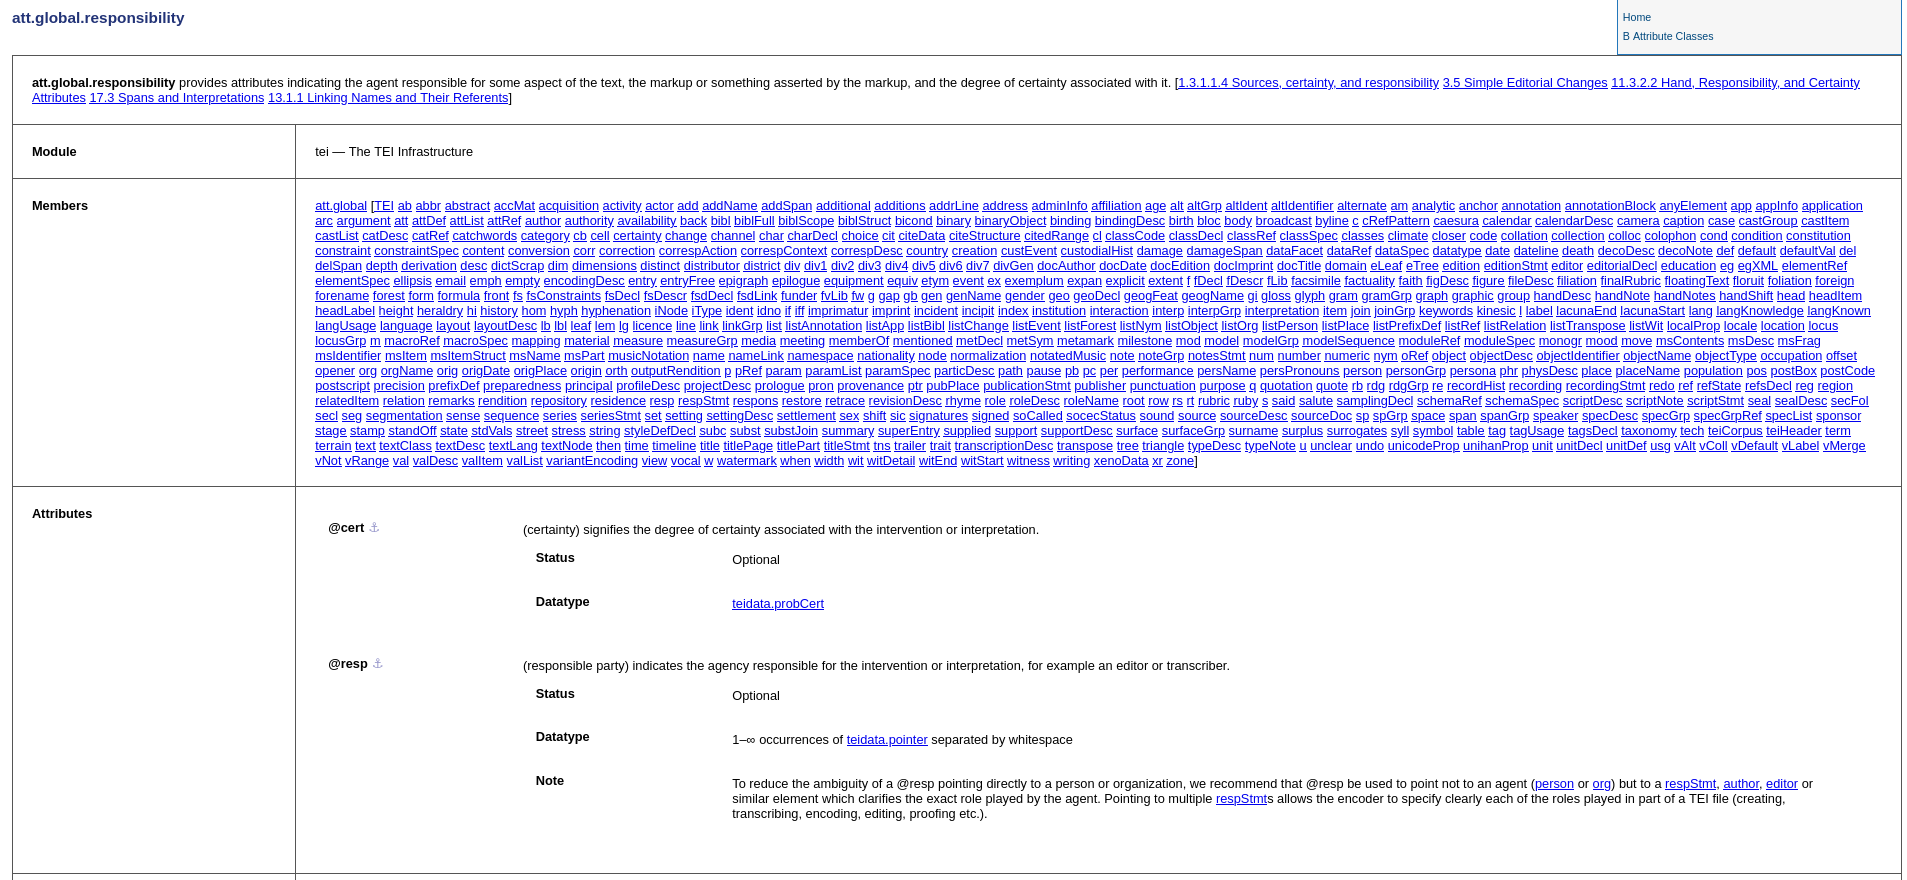 att.global.responsibility
Home
B Attribute Classes
att.global.responsibility provides attributes indicating the agent responsible for some aspect of the text, the markup or something asserted by the markup, and the degree of certainty associated with it. [1.3.1.1.4 Sources, certainty, and responsibility 3.5 Simple Editorial Changes 11.3.2.2 Hand, Responsibility, and Certainty
Attributes 17.3 Spans and Interpretations 13.1.1 Linking Names and Their Referents]
Module
tei — The TEI Infrastructure
Members
att.global [TEI ab abbr abstract accMat acquisition activity actor add addName addSpan additional additions addrLine address adminInfo affiliation age alt altGrp altIdent altIdentifier alternate am analytic anchor annotation annotationBlock anyElement app appInfo application
arc argument att attDef attList attRef author authority availability back bibl biblFull biblScope biblStruct bicond binary binaryObject binding bindingDesc birth bloc body broadcast byline c cRefPattern caesura calendar calendarDesc camera caption case castGroup castItem
castList catDesc catRef catchwords category cb cell certainty change channel char charDecl choice cit citeData citeStructure citedRange cl classCode classDecl classRef classSpec classes climate closer code collation collection colloc colophon cond condition constitution
constraint constraintSpec content conversion corr correction correspAction correspContext correspDesc country creation custEvent custodialHist damage damageSpan dataFacet dataRef dataSpec datatype date dateline death decoDesc decoNote def default defaultVal del
delSpan depth derivation desc dictScrap dim dimensions distinct distributor district div div1 div2 div3 div4 div5 div6 div7 divGen docAuthor docDate docEdition docImprint docTitle domain eLeaf eTree edition editionStmt editor editorialDecl education eg egXML elementRef
elementSpec ellipsis email emph empty encodingDesc entry entryFree epigraph epilogue equipment equiv etym event ex exemplum expan explicit extent f fDecl fDescr fLib facsimile factuality faith figDesc figure fileDesc filiation finalRubric floatingText floruit foliation foreign
forename forest form formula front fs fsConstraints fsDecl fsDescr fsdDecl fsdLink funder fvLib fw g gap gb gen genName gender geo geoDecl geogFeat geogName gi gloss glyph gram gramGrp graph graphic group handDesc handNote handNotes handShift head headItem
headLabel height heraldry hi history hom hyph hyphenation iNode iType ident idno if iff imprimatur imprint incident incipit index institution interaction interp interpGrp interpretation item join joinGrp keywords kinesic l label lacunaEnd lacunaStart lang langKnowledge langKnown
langUsage language layout layoutDesc lb lbl leaf lem lg licence line link linkGrp list listAnnotation listApp listBibl listChange listEvent listForest listNym listObject listOrg listPerson listPlace listPrefixDef listRef listRelation listTranspose listWit localProp locale location locus
locusGrp m macroRef macroSpec mapping material measure measureGrp media meeting memberOf mentioned metDecl metSym metamark milestone mod model modelGrp modelSequence moduleRef moduleSpec monogr mood move msContents msDesc msFrag
msIdentifier msItem msItemStruct msName msPart musicNotation name nameLink namespace nationality node normalization notatedMusic note noteGrp notesStmt num number numeric nym oRef object objectDesc objectIdentifier objectName objectType occupation offset
opener org orgName orig origDate origPlace origin orth outputRendition p pRef param paramList paramSpec particDesc path pause pb pc per performance persName persPronouns person personGrp persona phr physDesc place placeName population pos postBox postCode
postscript precision prefixDef preparedness principal profileDesc projectDesc prologue pron provenance ptr pubPlace publicationStmt publisher punctuation purpose q quotation quote rb rdg rdgGrp re recordHist recording recordingStmt redo ref refState refsDecl reg region
relatedItem relation remarks rendition repository residence resp respStmt respons restore retrace revisionDesc rhyme role roleDesc roleName root row rs rt rubric ruby s said salute samplingDecl schemaRef schemaSpec scriptDesc scriptNote scriptStmt seal sealDesc secFol
secl seg segmentation sense sequence series seriesStmt set setting settingDesc settlement sex shift sic signatures signed soCalled socecStatus sound source sourceDesc sourceDoc sp spGrp space span spanGrp speaker specDesc specGrp specGrpRef specList sponsor
stage stamp standOff state stdVals street stress string styleDefDecl subc subst substJoin summary superEntry supplied support supportDesc surface surfaceGrp surname surplus surrogates syll symbol table tag tagUsage tagsDecl taxonomy tech teiCorpus teiHeader term
terrain text textClass textDesc textLang textNode then time timeline title titlePage titlePart titleStmt tns trailer trait transcriptionDesc transpose tree triangle typeDesc typeNote u unclear undo unicodeProp unihanProp unit unitDecl unitDef usg vAlt vColl vDefault vLabel vMerge
vNot vRange val valDesc valItem valList variantEncoding view vocal w watermark when width wit witDetail witEnd witStart witness writing xenoData xr zone]
Attributes
@cert ⚓
(certainty) signifies the degree of certainty associated with the intervention or interpretation.
Status
Optional
Datatype
teidata.probCert
@resp ⚓
(responsible party) indicates the agency responsible for the intervention or interpretation, for example an editor or transcriber.
Status
Optional
Datatype
1–∞ occurrences of teidata.pointer separated by whitespace
Note
To reduce the ambiguity of a @resp pointing directly to a person or organization, we recommend that @resp be used to point not to an agent (person or org) but to a respStmt, author, editor or
similar element which clarifies the exact role played by the agent. Pointing to multiple respStmts allows the encoder to specify clearly each of the roles played in part of a TEI file (creating,
transcribing, encoding, editing, proofing etc.).